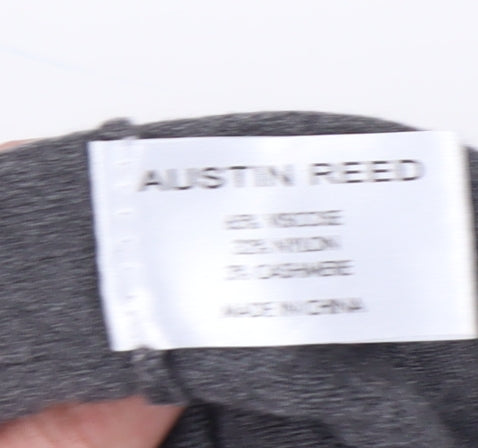 AUSTIN REED
VISCOSE
NYLON
CASHMERE
MADE IN CHINA